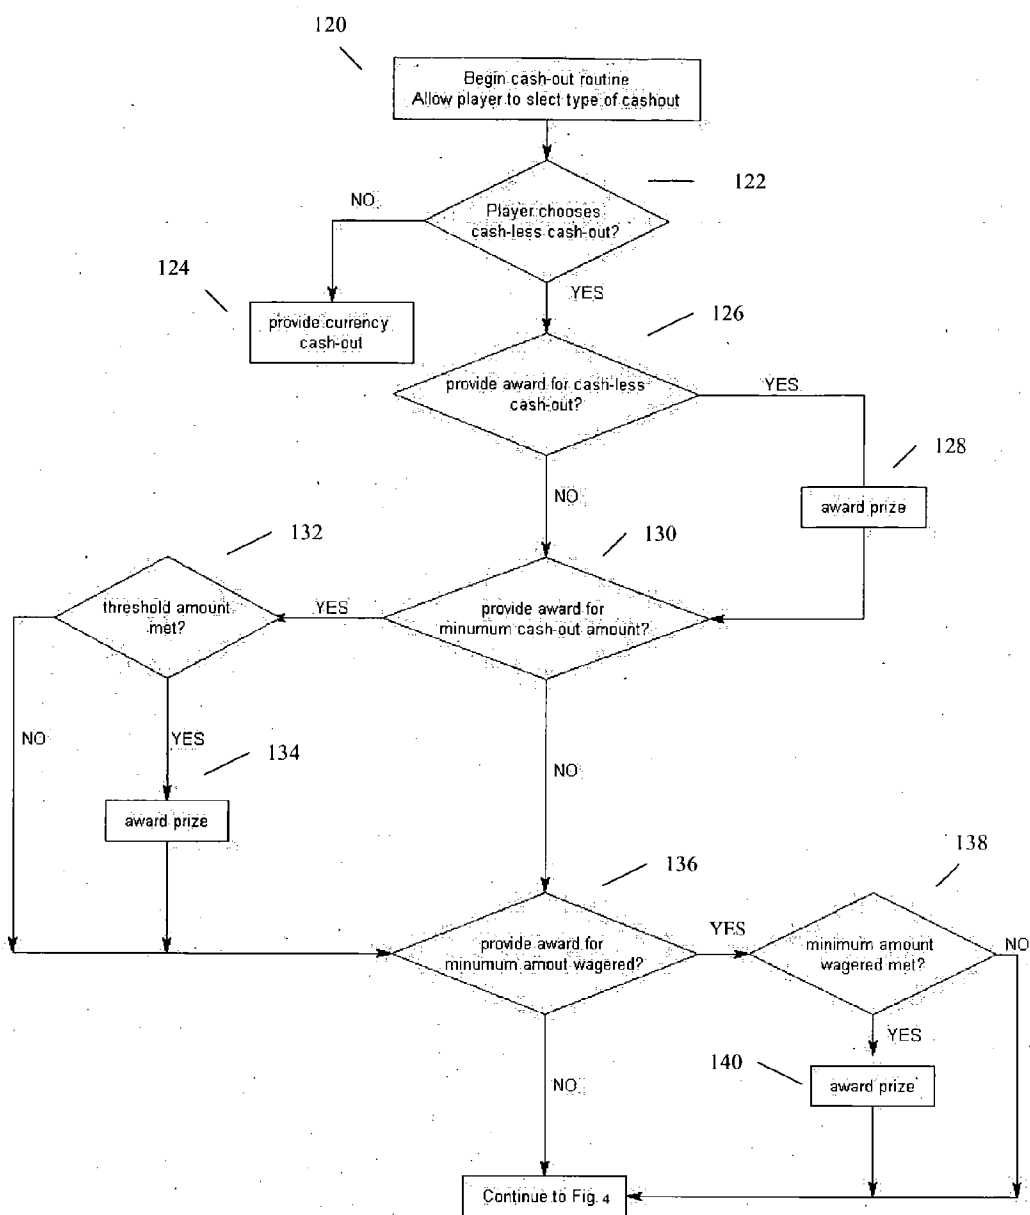 120
Begin cash-out routine
Allow player to slect type of cashout
122
NO
Player chooses
cash-less cash-out?
124
YES
provide currency
cash-out
126
provide award for cash-less
cash-out?
YES
128
NO
award prize
132
130
threshold amount
met?
YES
provide award for
minumum cash-out amount?
NO
YES
134
NO
award prize
136
138
provide award for
minumum amout wagered?
YES
minimum amount
wagered met?
NO
YES
140
NO
award prize
Continue to Fig. 4